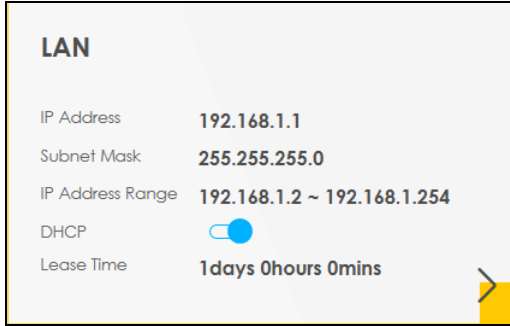 LAN
IP Address 192.168.1.1
Subnet Mask 255.255.255.0
IP Address Range 192.168.1.2 ~ 192.168.1.254
DHCP
Lease Time 1days 0hours 0mins